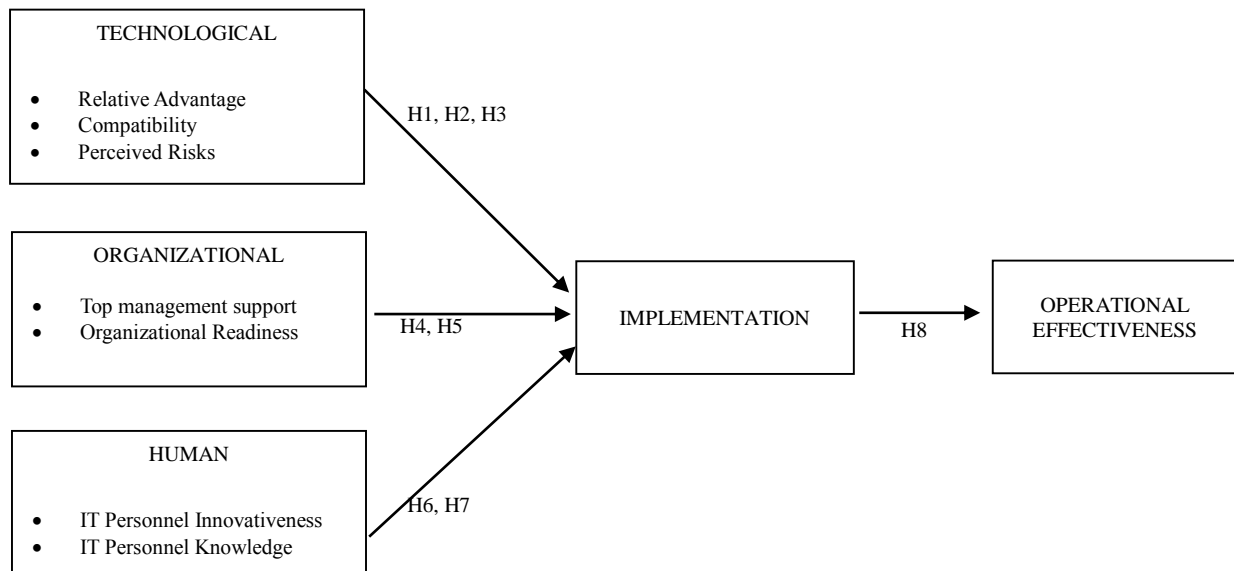 TECHNOLOGICAL
• Relative Advantage
• Compatibility
• Perceived Risks
H1, H2, H3
ORGANIZATIONAL
• Top management support
• Organizational Readiness
H4, H5
IMPLEMENTATION
H8
OPERATIONAL
EFFECTIVENESS
HUMAN
• IT Personnel Innovativeness
• IT Personnel Knowledge
H6, H7